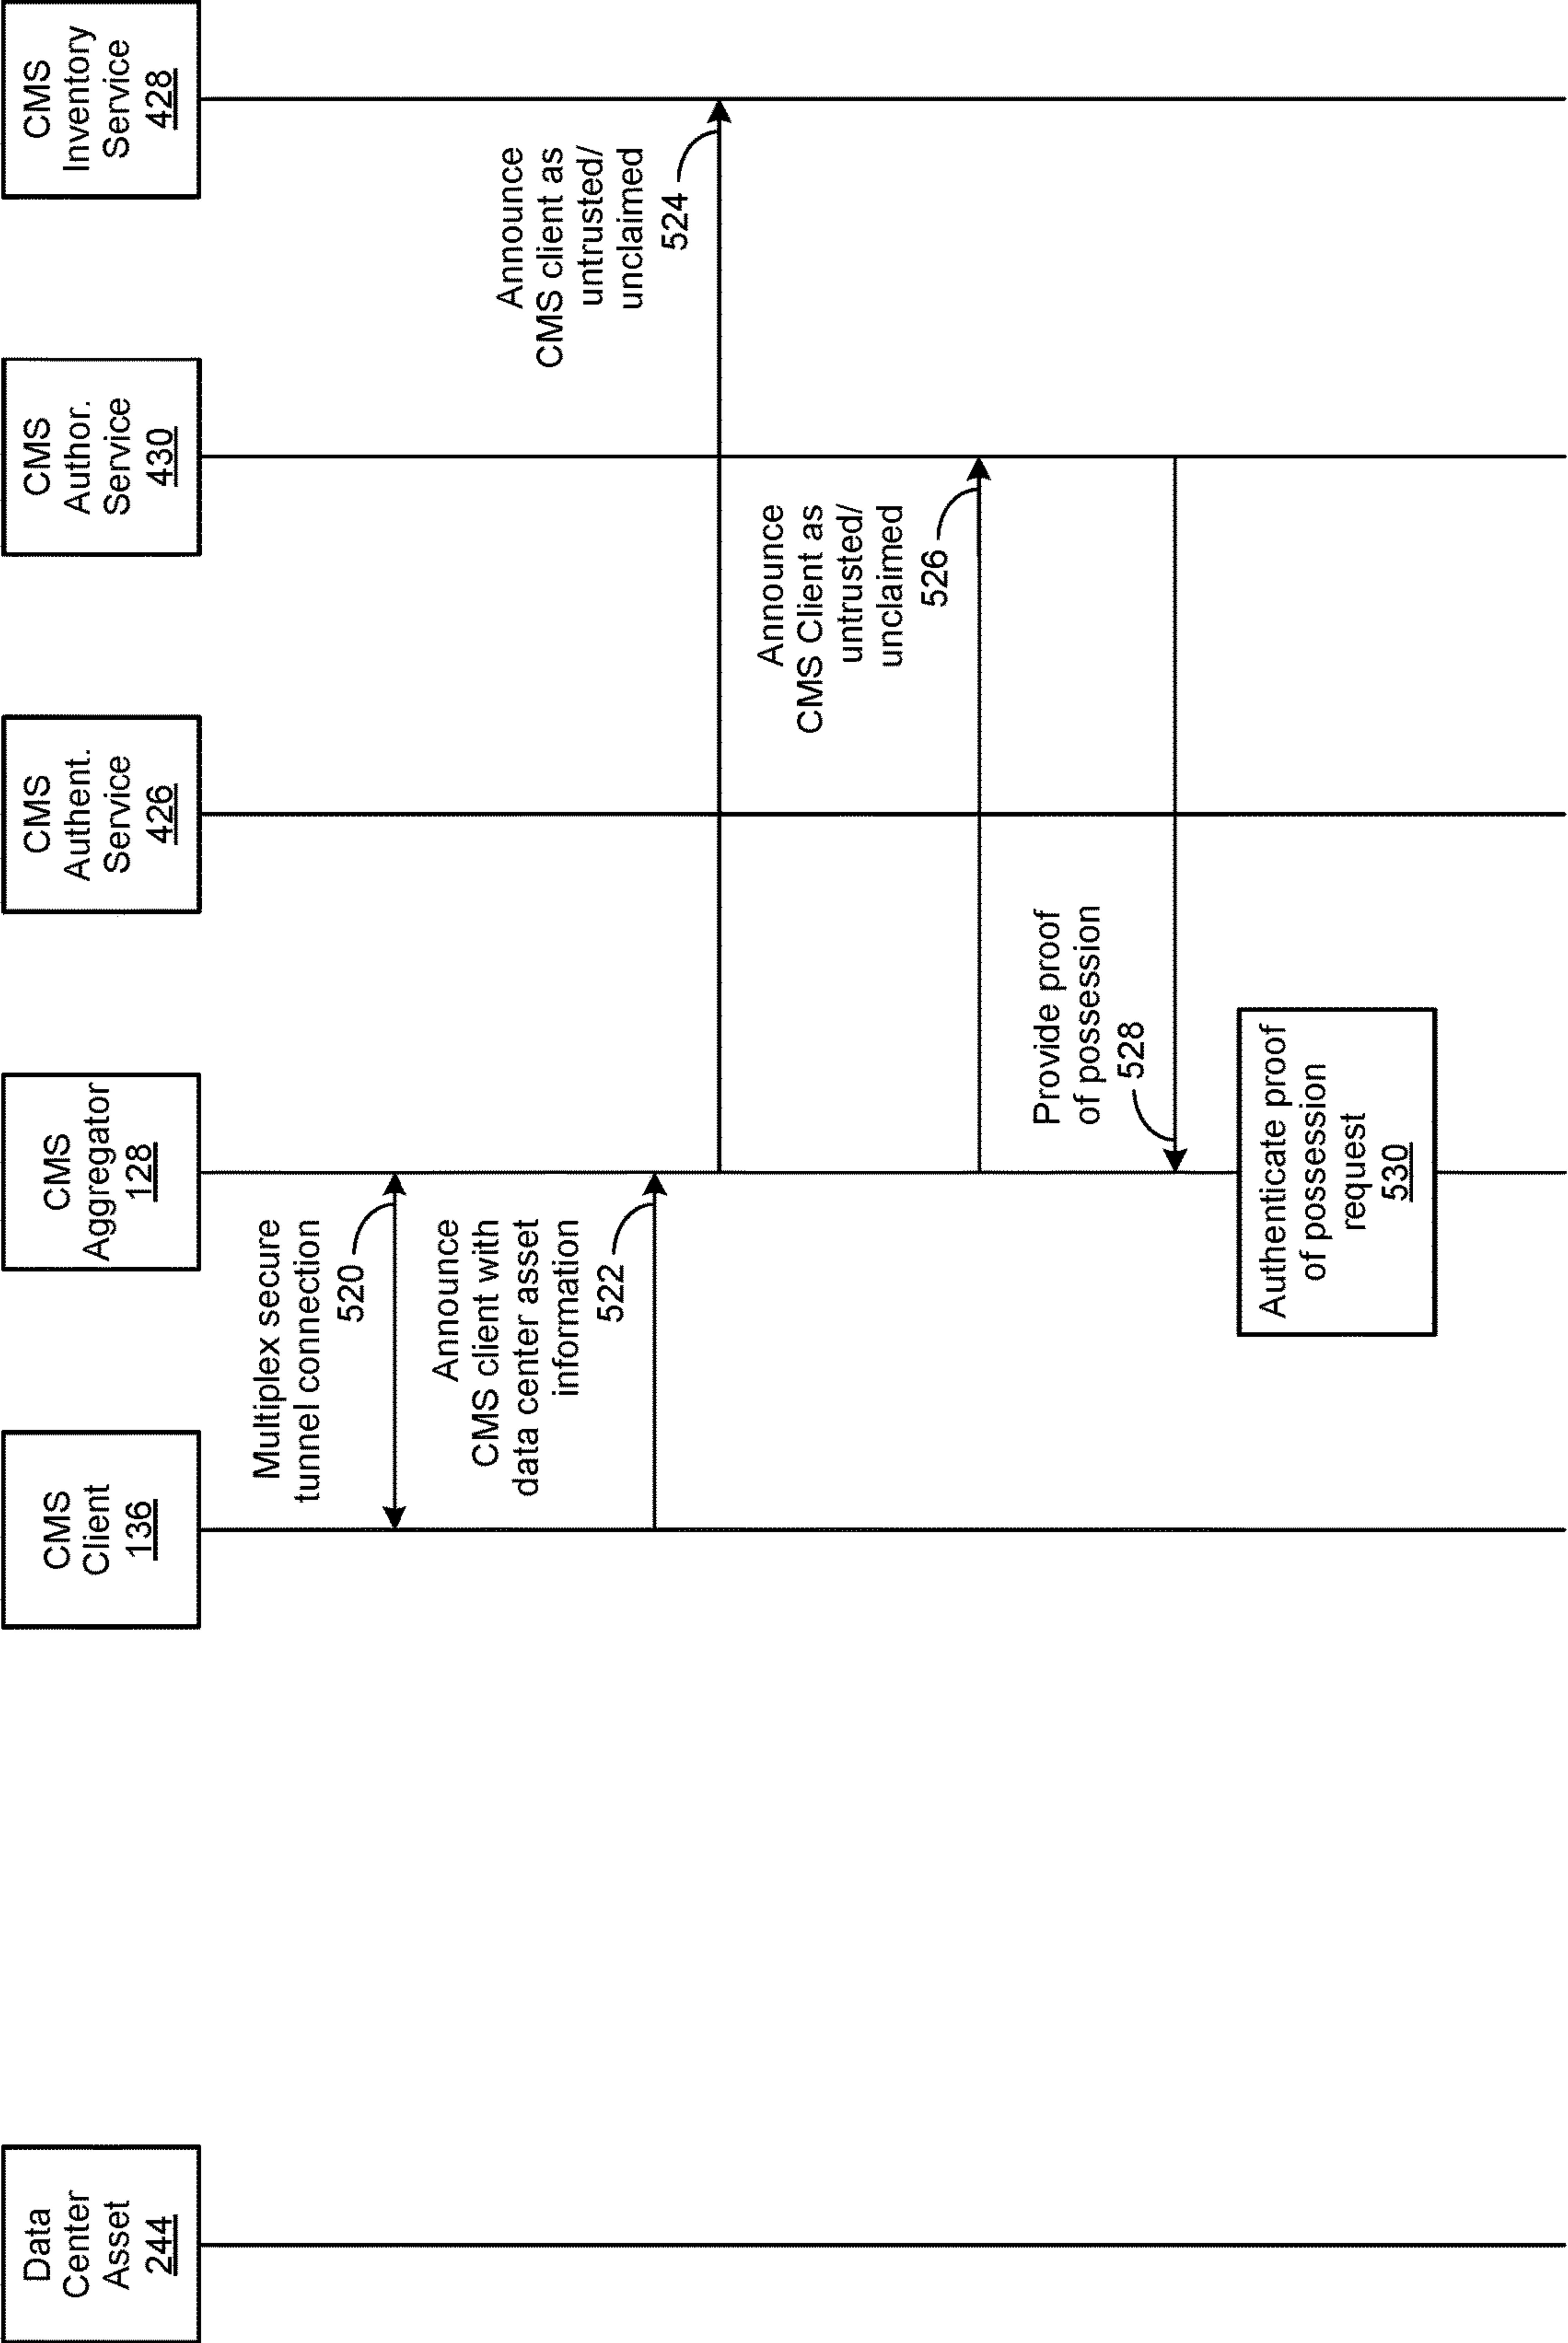 Data
Center
Asset
244
CMS
Client
136
CMS
Aggregator
128
CMS
Authent.
Service
426
CMS
Author.
Service
430
CMS
Inventory
Service
428
Multiplex secure
tunnel connection
520
Announce
CMS client with
data center asset
information
522
Announce
CMS client as
untrusted/
unclaimed
524
Announce
CMS Client as
untrusted/
unclaimed
526
Provide proof
of possession
528
Authenticate proof
of possession
request
530